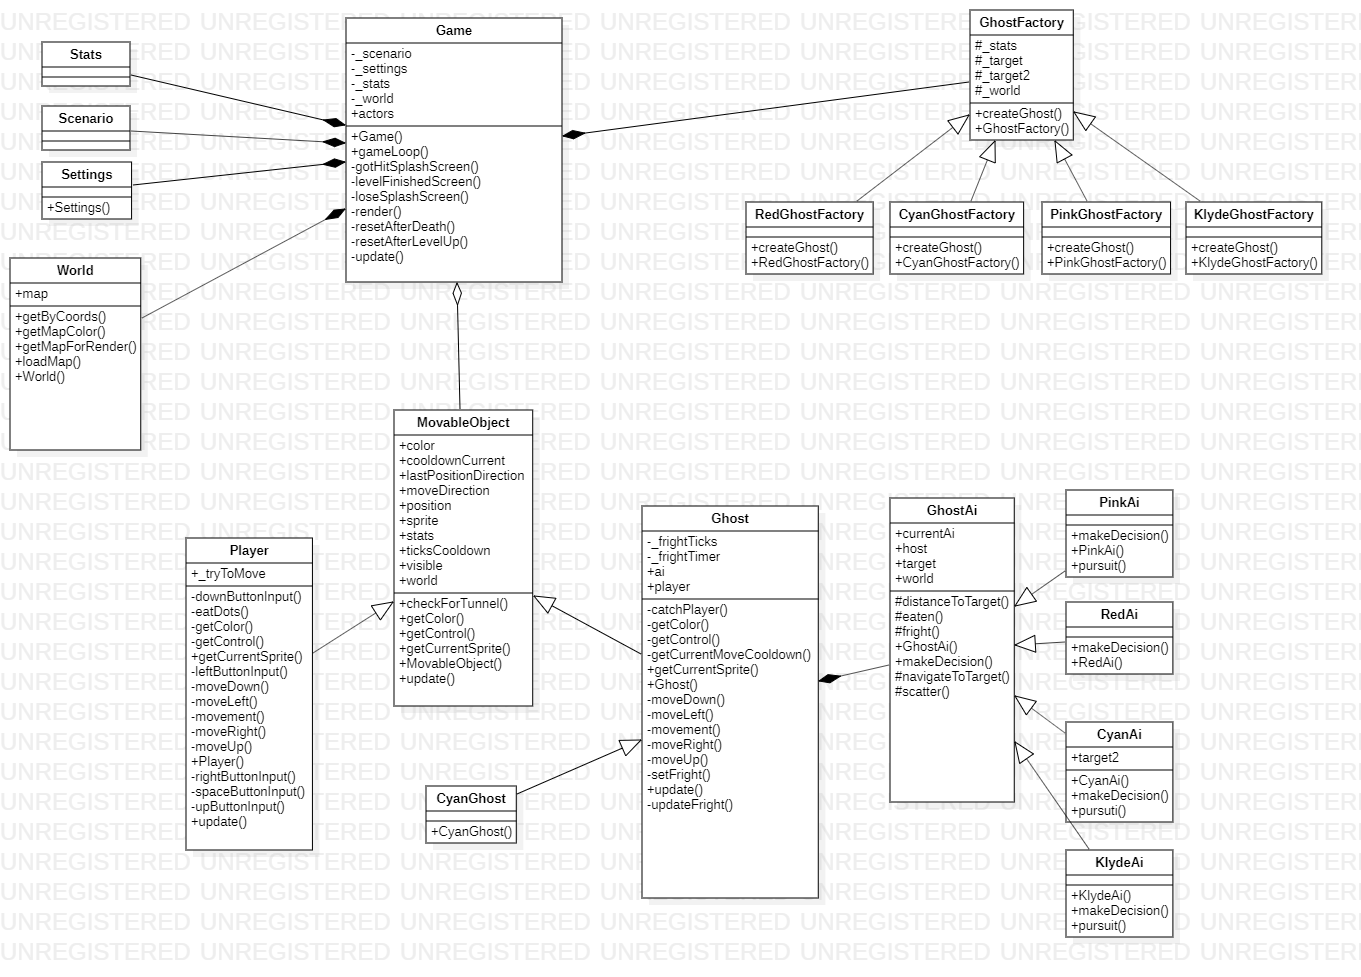 Stats
Scenario
Settings
+Settings()
World
+map
+getByCoords()
+getMapColor()
+getMapForRender()
+loadMap()
+World()
Game
-_scenario
-_settings
-_stats
-_world
+actors
+Game()
+gameLoop()
-gotHitSplashScreen()
-levelFinishedScreen()
-loseSplashScreen()
-render()
-resetAfterDeath()
-resetAfterLevelUp()
-update()
GhostFactory
#_stats
#_target
#_target2
#_world
+createGhost()
+GhostFactory()
RedGhostFactory
+createGhost()
+RedGhostFactory()
CyanGhostFactory
+createGhost()
+CyanGhostFactory()
PinkGhostFactory
+createGhost()
+PinkGhostFactory()
KlydeGhostFactory
+createGhost()
+KlydeGhostFactory()
MovableObject
+color
+cooldownCurrent
+lastPositionDirection
+moveDirection
+position
+sprite
+stats
+ticksCooldown
+visible
+world
+checkForTunnel()
+getColor()
+getControl()
+getCurrentSprite()
+MovableObject()
+update()
Player
+_tryToMove
-downButtonInput()
-eatDots()
-getColor()
-getControl()
+getCurrentSprite()
-leftButtonInput()
-moveDown()
-moveLeft()
-movement()
-moveRight()
-moveUp()
+Player()
-rightButtonInput()
-spaceButtonInput()
-upButtonInput()
+update()
CyanGhost
+CyanGhost()
Ghost
-_frightTicks
-_frightTimer
+ai
+player
-catchPlayer()
-getColor()
-getControl()
-getCurrentMoveCooldown()
+getCurrentSprite()
+Ghost()
-moveDown()
-moveLeft()
-movement()
-moveRight()
-moveUp()
-setFright()
+update()
-updateFright()
GhostAi
+currentAi
+host
+target
+world
#distanceToTarget()
#eaten()
#fright()
+GhostAi()
+makeDecision()
#navigateToTarget()
#scatter()
PinkAi
+makeDecision()
+PinkAi()
+pursuit()
RedAi
+makeDecision()
+RedAi()
CyanAi
+target2
+CyanAi()
+makeDecision()
+pursuti()
KlydeAi
+KlydeAi()
+makeDecision()
+pursuit()